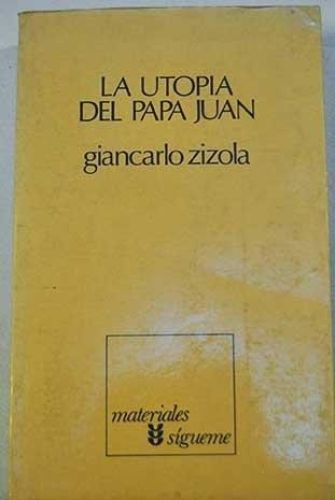 LA UTOPIA
DEL PAPA JUAN
giancarlo zizola
materiales
sígueme